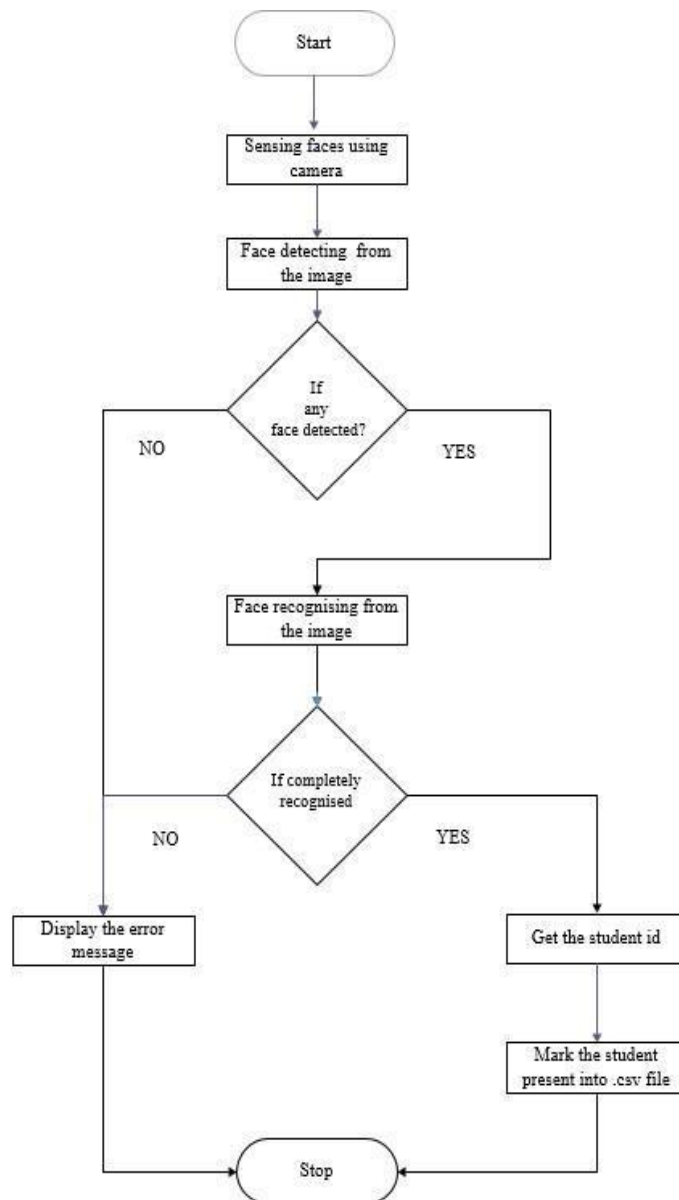 Start
Sensing faces using
camera
Face detecting from
the image
If
any
face detected?
NO
YES
Face recognising from
the image
If completely
recognised
NO
YES
Display the error
message
Get the student id
Mark the student
present into .csv file
Stop